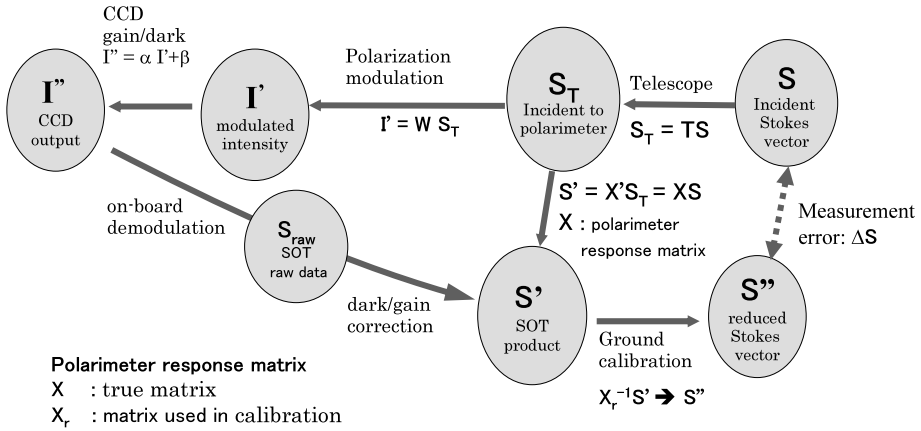 CCD
gain/dark
I" = α I'+β
I"
CCD
output
I'
modulated
intensity
Polarization
modulation
I' = W S_T
S_T
Incident to
polarimeter
Telescope
S_T = TS
S
Incident
Stokes
vector
on-board
demodulation
S_raw
SOT
raw data
dark/gain
correction
S' = X'S_T = XS
X : polarimeter
response matrix
S'
SOT
product
Ground
calibration
X_r⁻¹S' ➔ S"
S"
reduced
Stokes
vector
Measurement
error: ΔS
Polarimeter response matrix
X : true matrix
X_r : matrix used in calibration